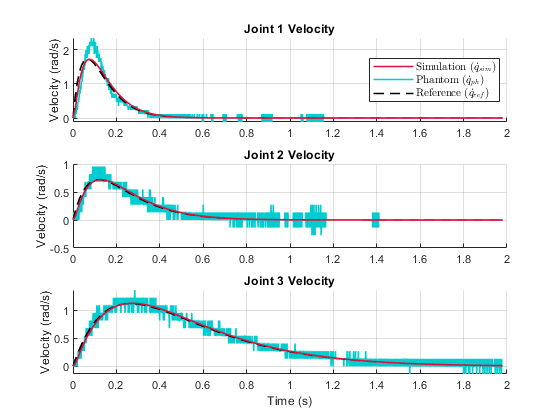 Joint 1 Velocity
Velocity (rad/s)
2
1
0
Simulation (q̇sim)
Phantom (q̇ph)
Reference (q̇ref)
0 0.2 0.4 0.6 0.8 1 1.2 1.4 1.6 1.8 2
Joint 2 Velocity
Velocity (rad/s)
1
0.5
0
-0.5
0 0.2 0.4 0.6 0.8 1 1.2 1.4 1.6 1.8 2
Joint 3 Velocity
Velocity (rad/s)
1
0.5
0
0 0.2 0.4 0.6 0.8 1 1.2 1.4 1.6 1.8 2
Time (s)